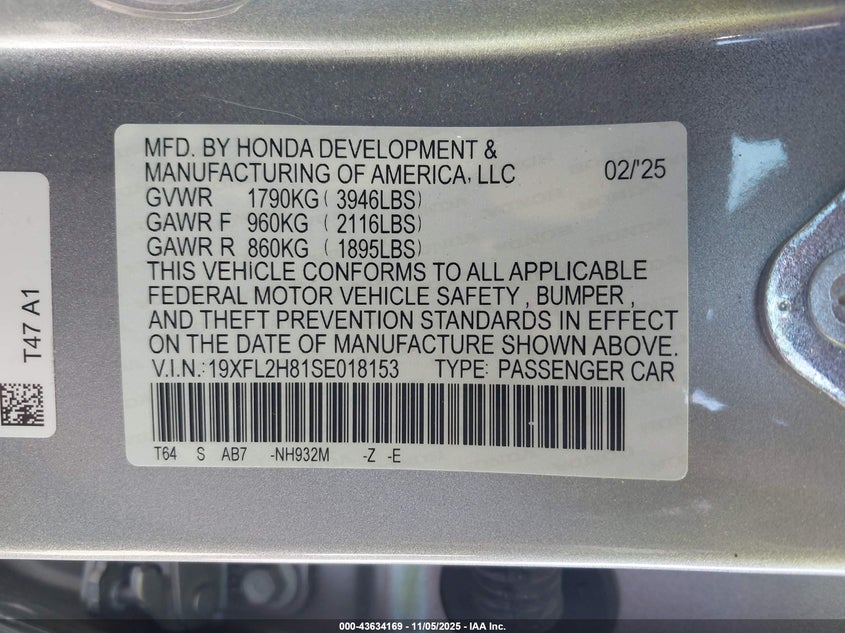 MFD. BY HONDA DEVELOPMENT &
MANUFACTURING OF AMERICA, LLC 02/'25
GVWR 1790KG ( 3946LBS)
GAWR F 960KG ( 2116LBS)
GAWR R 860KG ( 1895LBS)
THIS VEHICLE CONFORMS TO ALL APPLICABLE
FEDERAL MOTOR VEHICLE SAFETY , BUMPER ,
AND THEFT PREVENTION STANDARDS IN EFFECT
ON THE DATE OF MANUFACTURE SHOWN ABOVE.
V.I.N.: 19XFL2H81SE018153 TYPE: PASSENGER CAR
T64 S AB7 -NH932M -Z -E
T47 A1
000-43634169 - 11/05/2025 - IAA Inc.